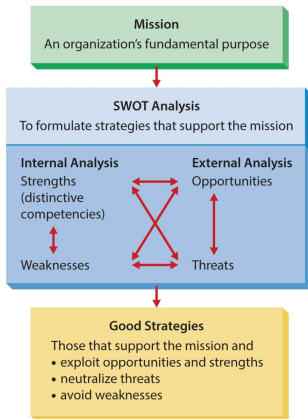 Mission
An organization's fundamental purpose
SWOT Analysis
To formulate strategies that support the mission
Internal Analysis
Strengths
(distinctive
competencies)
Weaknesses
External Analysis
Opportunities
Threats
Good Strategies
Those that support the mission and
• exploit opportunities and strengths
• neutralize threats
• avoid weaknesses